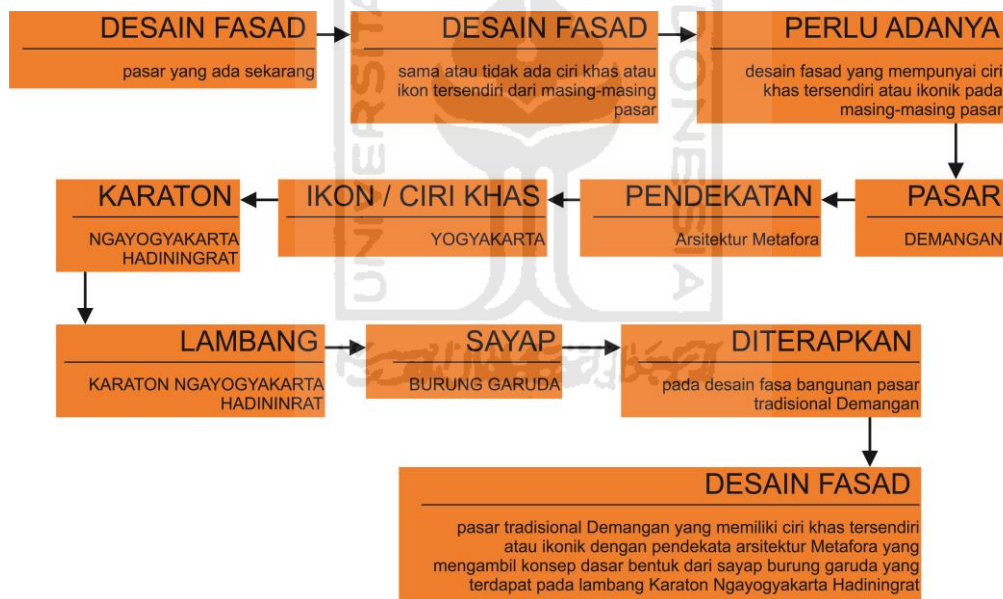 DESAIN FASAD
pasar yang ada sekarang
DESAIN FASAD
sama atau tidak ada ciri khas atau
ikon tersendiri dari masing-masing
pasar
PERLU ADANYA
desain fasad yang mempunyai ciri
khas tersendiri atau ikonik pada
masing-masing pasar
PASAR
DEMANGAN
PENDEKATAN
Arsitektur Metafora
IKON / CIRI KHAS
YOGYAKARTA
KARATON
NGAYOGYAKARTA
HADININGRAT
LAMBANG
KARATON NGAYOGYAKARTA
HADININRAT
SAYAP
BURUNG GARUDA
DITERAPKAN
pada desain fasa bangunan pasar
tradisional Demangan
DESAIN FASAD
pasar tradisional Demangan yang memiliki ciri khas tersendiri
atau ikonik dengan pendekata arsitektur Metafora yang
mengambil konsep dasar bentuk dari sayap burung garuda yang
terdapat pada lambang Karaton Ngayogyakarta Hadiningrat